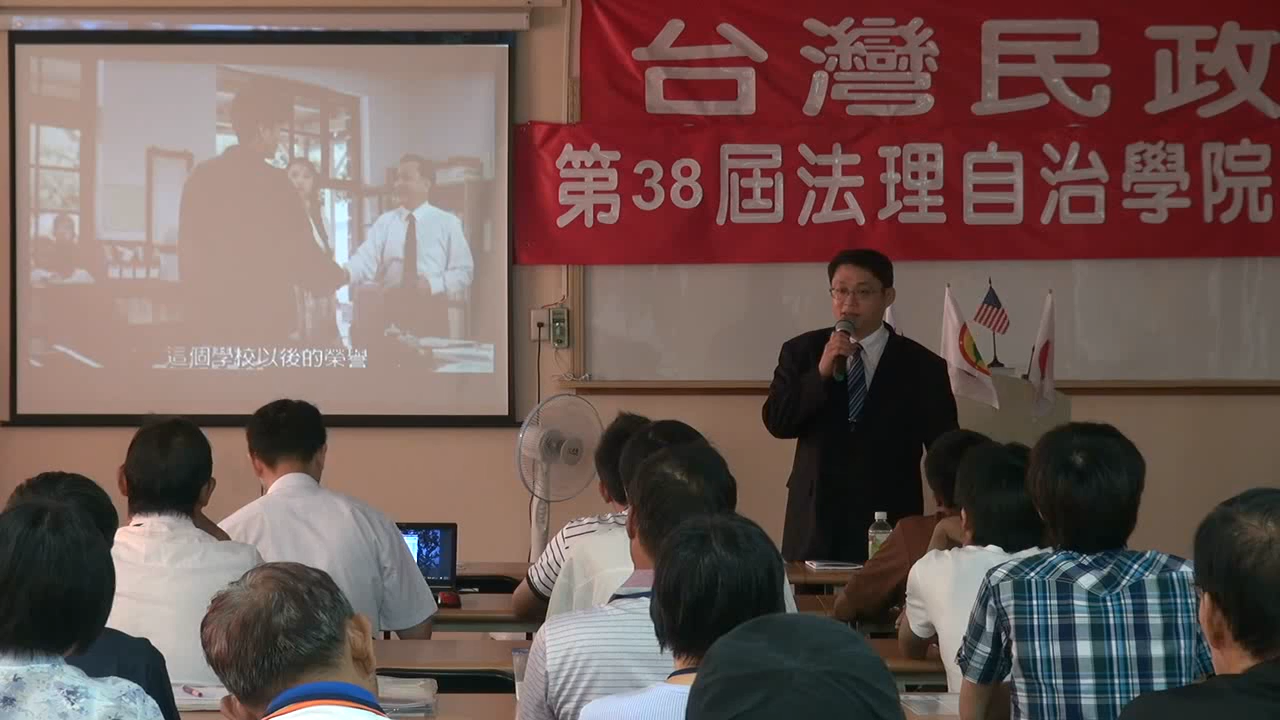 台灣民政
第38屆法理自治學院
這個學校以後的榮譽